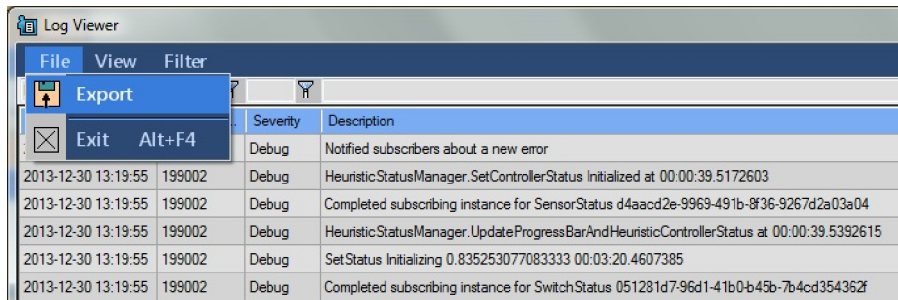 Log Viewer
File View Filter
Export
Exit Alt+F4
Severity Description
Debug Notified subscribers about a new error
2013-12-30 13:19:55 199002 Debug HeuristicStatusManager.SetControllerStatus Initialized at 00:00:39.5172603
2013-12-30 13:19:55 199002 Debug Completed subscribing instance for SensorStatus d4aacd2e-9969-491b-8f36-9267d2a03a04
2013-12-30 13:19:55 199002 Debug HeuristicStatusManager.UpdateProgressBarAndHeuristicControllerStatus at 00:00:39.5392615
2013-12-30 13:19:55 199002 Debug SetStatus Initializing 0.835253077083333 00:03:20.4607385
2013-12-30 13:19:55 199002 Debug Completed subscribing instance for SwitchStatus 051281d7-96d1-41b0-b45b-7b4cd354362f